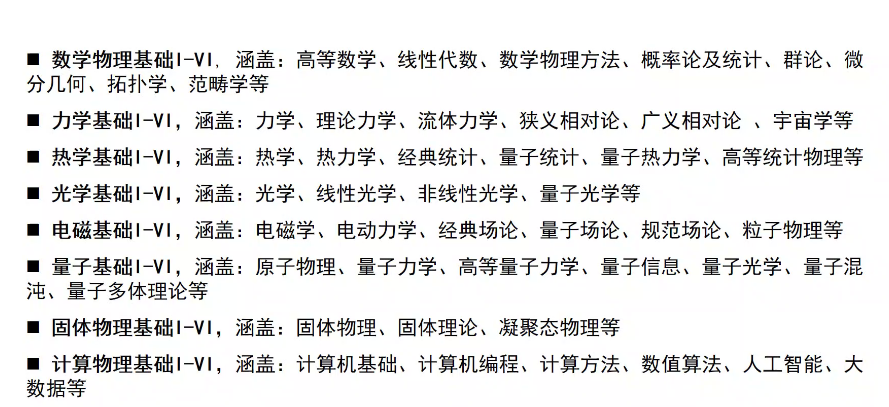 ■ 数学物理基础I-VI, 涵盖：高等数学、线性代数、数学物理方法、概率论及统计、群论、微
分几何、拓扑学、范畴学等
■ 力学基础I-VI，涵盖：力学、理论力学、流体力学、狭义相对论、广义相对论 、宇宙学等
■ 热学基础I-VI，涵盖：热学、热力学、经典统计、量子统计、量子热力学、高等统计物理等
■ 光学基础I-VI，涵盖：光学、线性光学、非线性光学、量子光学等
■ 电磁基础I-VI，涵盖：电磁学、电动力学、经典场论、量子场论、规范场论、粒子物理等
■ 量子基础I-VI，涵盖：原子物理、量子力学、高等量子力学、量子信息、量子光学、量子混
沌、量子多体理论等
■ 固体物理基础I-VI，涵盖：固体物理、固体理论、凝聚态物理等
■ 计算物理基础I-VI，涵盖：计算机基础、计算机编程、计算方法、数值算法、人工智能、大
数据等